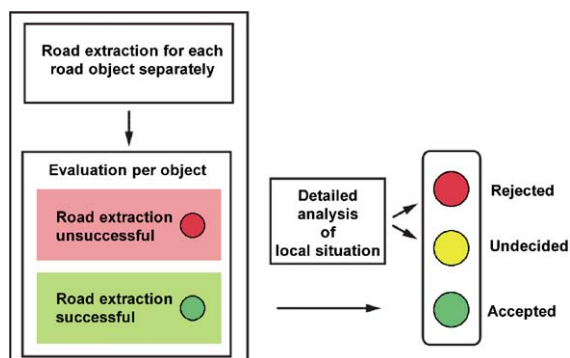 Road extraction for each
road object separately
Evaluation per object
Road extraction
unsuccessful
Road extraction
successful
Detailed
analysis
of
local situation
Rejected
Undecided
Accepted